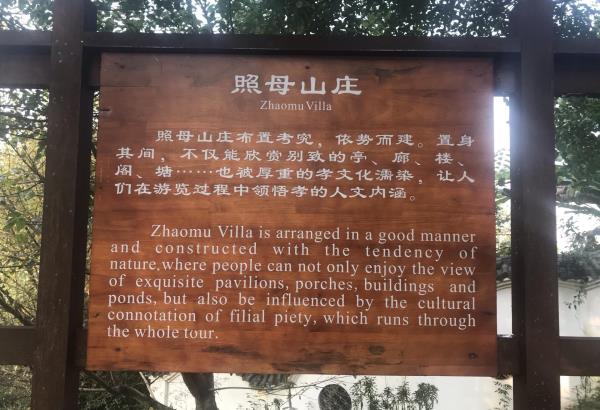 照母山庄
Zhaomu Villa
照母山庄布置考究，依势而建。置身
其间，不仅能欣赏别致的亭、廊、楼、
阁、塘……也被厚重的孝文化濡染，让人
们在游览过程中领悟孝的人文内涵。
Zhaomu Villa is arranged in a good manner
and constructed with the tendency of
nature,where people can not only enjoy the view
of exquisite pavilions, porches, buildings and
ponds, but also be influenced by the cultural
connotation of filial piety, which runs through
the whole tour.